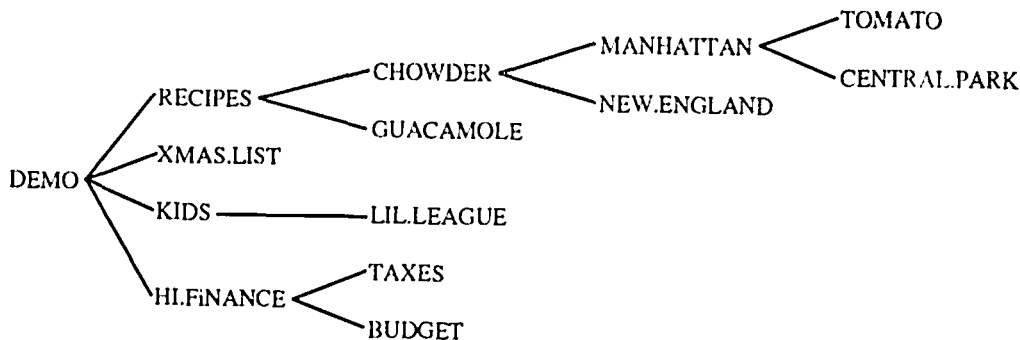 TOMATO
MANHATTAN
CHOWDER
CENTRAL.PARK
RECIPES
NEW.ENGLAND
GUACAMOLE
XMAS.LIST
DEMO
KIDS
LIL.LEAGUE
TAXES
HI.FiNANCE
BUDGET